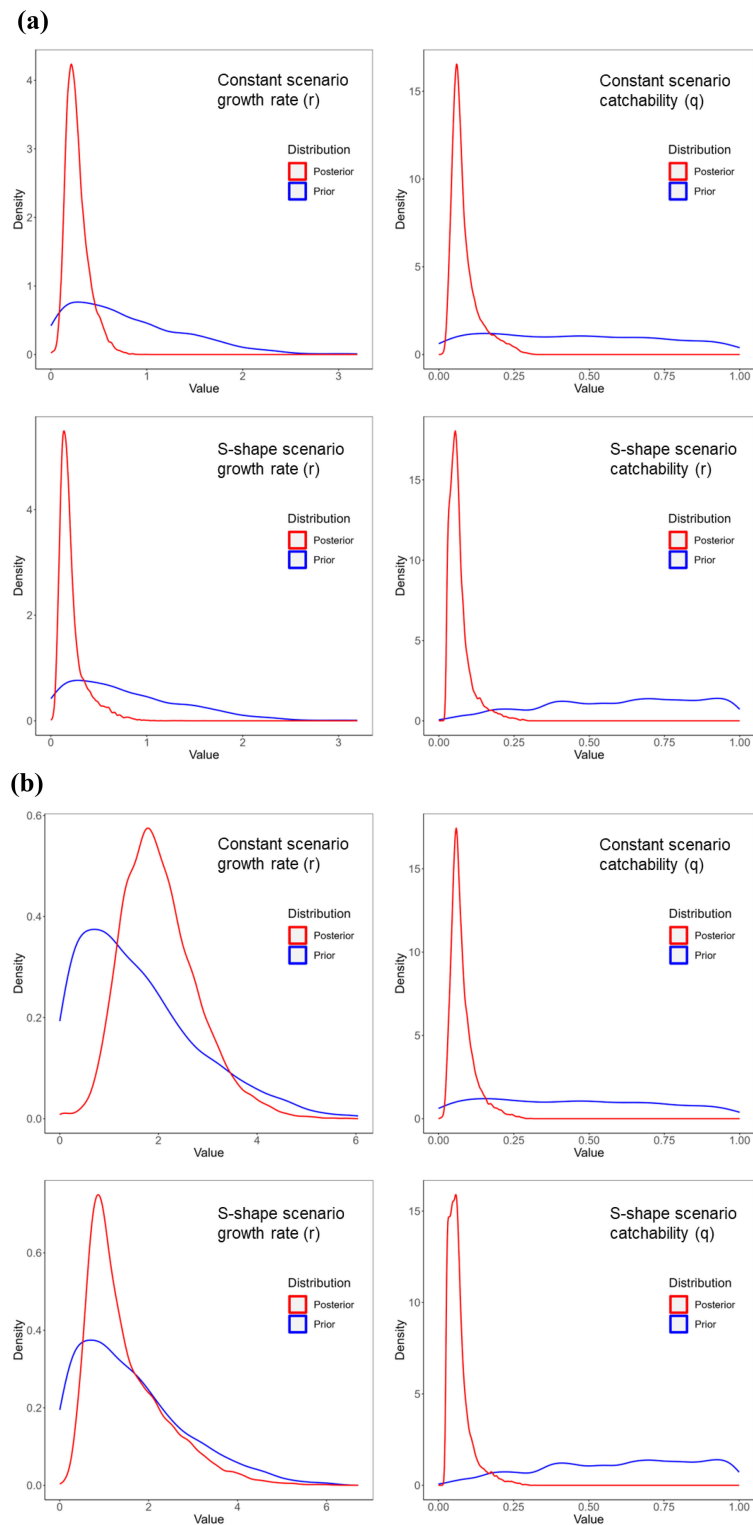 (a)
Constant scenario
growth rate (r)
Distribution
Posterior
Prior
Density
4
3
2
1
0
0
1
2
3
Value
Constant scenario
catchability (q)
Distribution
Posterior
Prior
Density
15
10
5
0
0.00
0.25
0.50
0.75
1.00
Value
S-shape scenario
growth rate (r)
Distribution
Posterior
Prior
Density
4
2
0
0
1
2
3
Value
S-shape scenario
catchability (r)
Distribution
Posterior
Prior
Density
15
10
5
0
0.00
0.25
0.50
0.75
1.00
Value
(b)
Constant scenario
growth rate (r)
Distribution
Posterior
Prior
Density
0.6
0.4
0.2
0.0
0
2
4
6
Value
Constant scenario
catchability (q)
Distribution
Posterior
Prior
Density
15
10
5
0
0.00
0.25
0.50
0.75
1.00
Value
S-shape scenario
growth rate (r)
Distribution
Posterior
Prior
Density
0.6
0.4
0.2
0.0
0
2
4
6
Value
S-shape scenario
catchability (q)
Distribution
Posterior
Prior
Density
15
10
5
0
0.00
0.25
0.50
0.75
1.00
Value